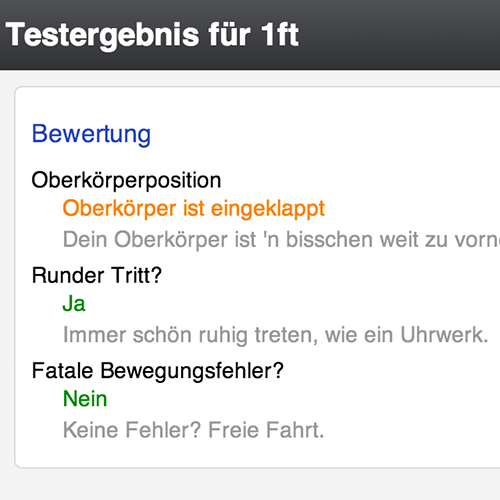 Testergebnis für 1ft
Bewertung
Oberkörperposition
Oberkörper ist eingeklappt
Dein Oberkörper ist 'n bisschen weit zu vorn
Runder Tritt?
Ja
Immer schön ruhig treten, wie ein Uhrwerk.
Fatale Bewegungsfehler?
Nein
Keine Fehler? Freie Fahrt.